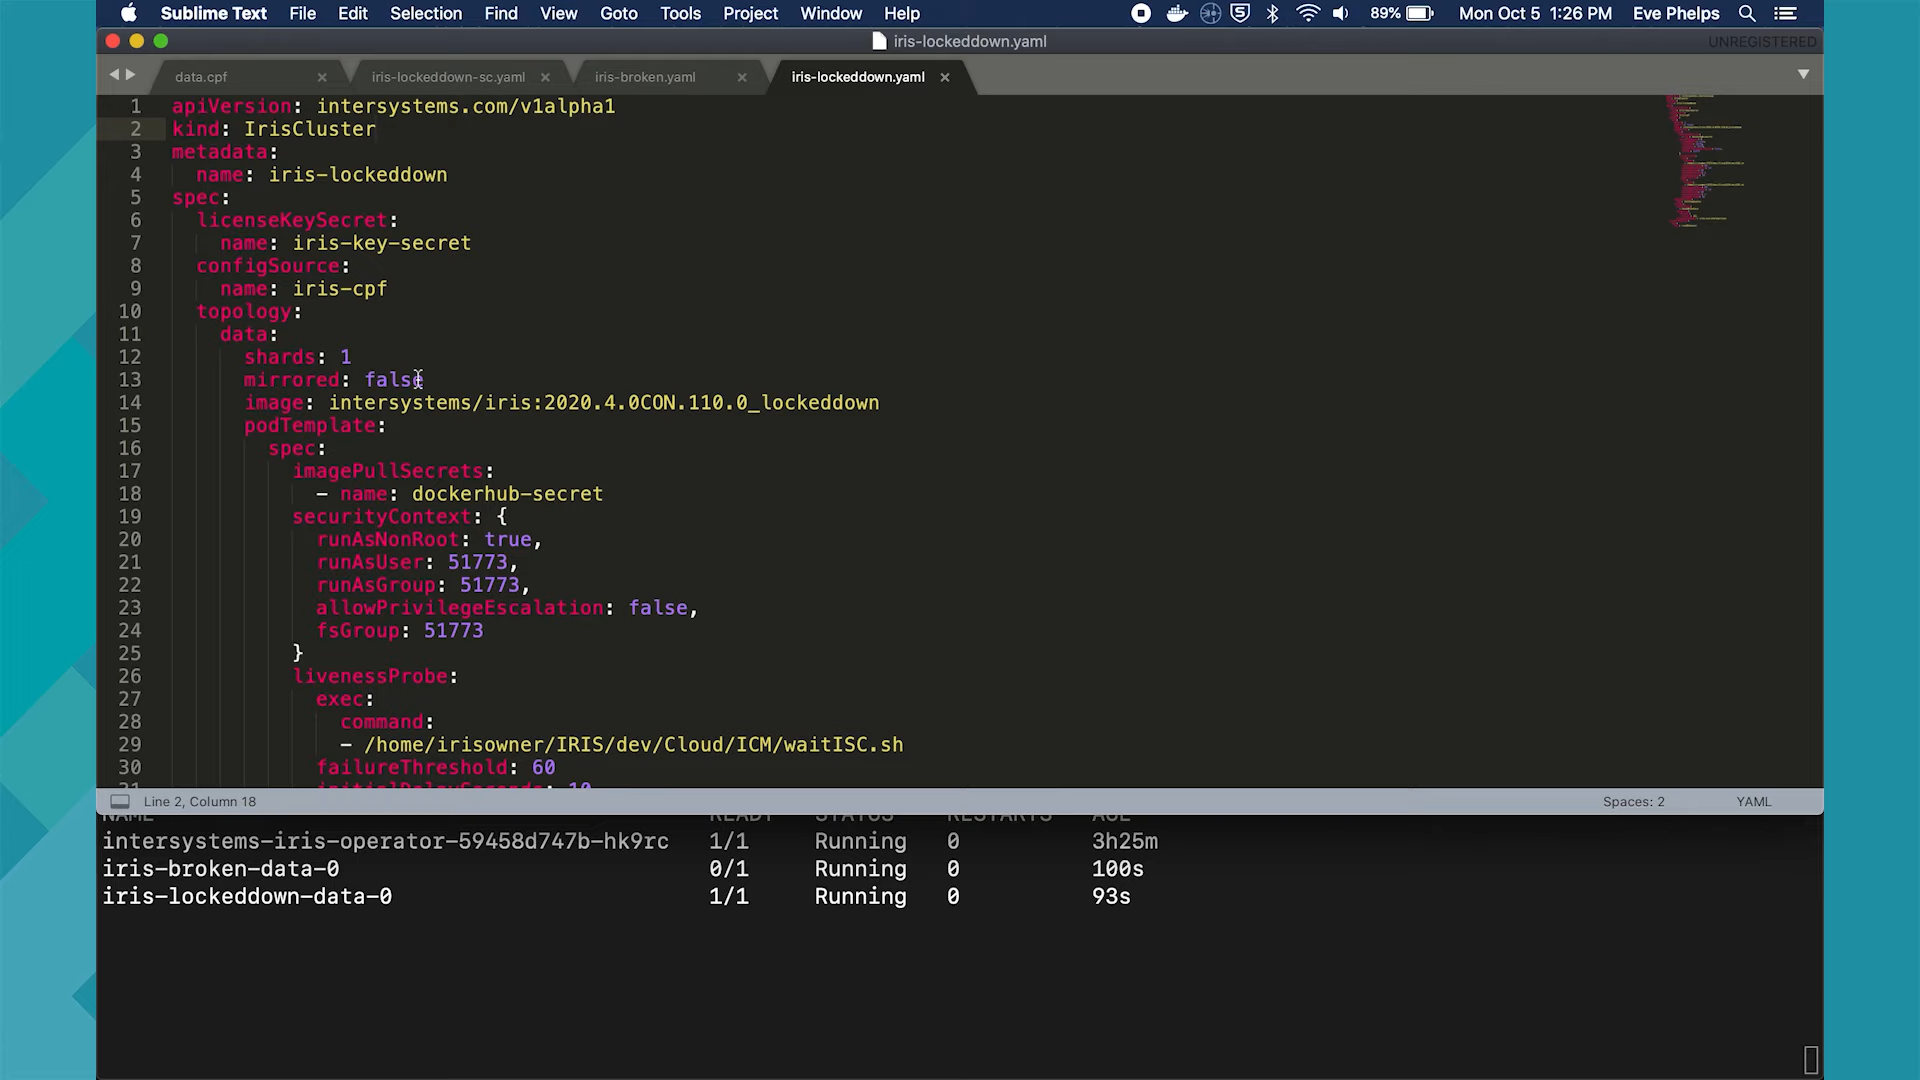 Sublime Text File Edit Selection Find View Goto Tools Project Window Help 89% Mon Oct 5 1:26 PM Eve Phelps
iris-lockeddown.yaml UNREGISTERED
data.cpf iris-lockeddown-sc.yaml iris-broken.yaml iris-lockeddown.yaml
1 apiVersion: intersystems.com/v1alpha1
2 kind: IrisCluster
3 metadata:
4 name: iris-lockeddown
5 spec:
6 licenseKeySecret:
7 name: iris-key-secret
8 configSource:
9 name: iris-cpf
10 topology:
11 data:
12 shards: 1
13 mirrored: false
14 image: intersystems/iris:2020.4.0CON.110.0_lockeddown
15 podTemplate:
16 spec:
17 imagePullSecrets:
18 - name: dockerhub-secret
19 securityContext: {
20 runAsNonRoot: true,
21 runAsUser: 51773,
22 runAsGroup: 51773,
23 allowPrivilegeEscalation: false,
24 fsGroup: 51773
25 }
26 livenessProbe:
27 exec:
28 command:
29 - /home/irisowner/IRIS/dev/Cloud/ICM/waitISC.sh
30 failureThreshold: 60
31 initialDelaySeconds: 10
Line 2, Column 18 Spaces: 2 YAML
NAME READY STATUS RESTARTS AGE
intersystems-iris-operator-59458d747b-hk9rc 1/1 Running 0 3h25m
iris-broken-data-0 0/1 Running 0 100s
iris-lockeddown-data-0 1/1 Running 0 93s